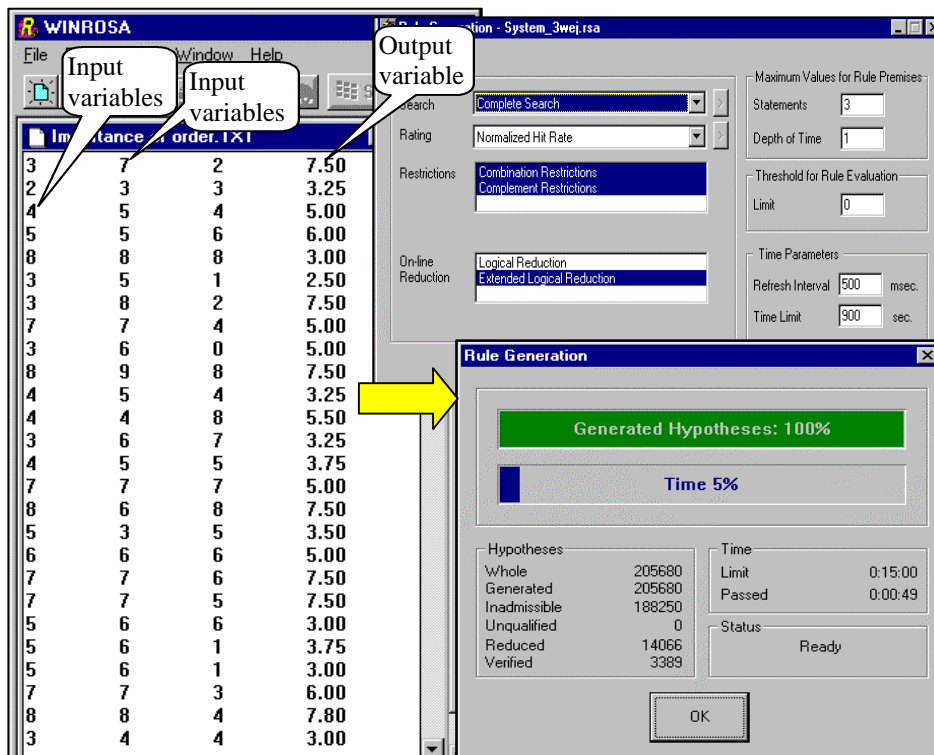 WINROSA
File
Window
Help
Input
variables
Input
variables
Output
variable
order.TXT
3 7 2 7.50
2 3 3 3.25
4 5 4 5.00
5 5 6 6.00
8 8 8 3.00
3 5 1 2.50
3 8 2 7.50
7 7 4 5.00
3 6 0 5.00
8 9 8 7.50
4 5 4 3.25
4 4 8 5.50
3 6 7 3.25
4 5 5 3.75
7 7 7 5.00
8 6 8 7.50
5 3 5 3.50
6 6 6 5.00
7 7 6 7.50
7 7 5 7.50
5 6 6 3.00
5 6 1 3.75
5 6 1 3.00
7 7 3 6.00
8 8 4 7.80
3 4 4 3.00
- System_3wej.rsa
Search
Complete Search
Rating
Normalized Hit Rate
Restrictions
Combination Restrictions
Complement Restrictions
On-line
Reduction
Logical Reduction
Extended Logical Reduction
Maximum Values for Rule Premises
Statements 3
Depth of Time 1
Threshold for Rule Evaluation
Limit 0
Time Parameters
Refresh Interval 500 msec.
Time Limit 900 sec.
Rule Generation
Generated Hypotheses: 100%
Time 5%
Hypotheses
Whole 205680
Generated 205680
Inadmissible 188250
Unqualified 0
Reduced 14066
Verified 3389
Time
Limit 0:15:00
Passed 0:00:49
Status
Ready
OK